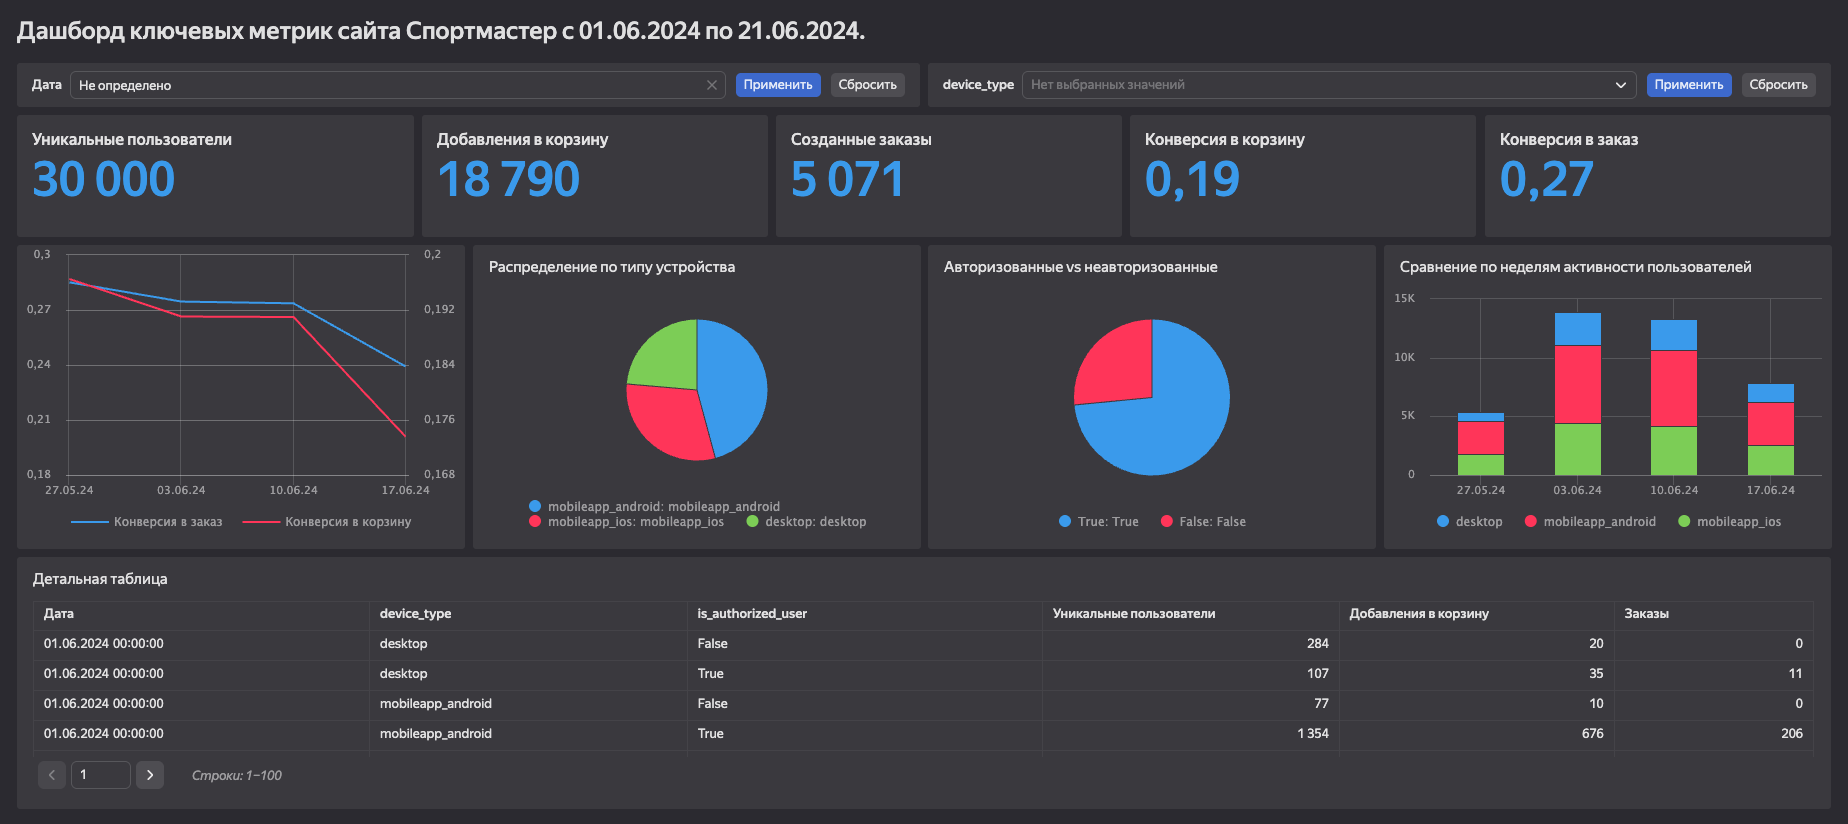 Дашборд ключевых метрик сайта Спортмастер с 01.06.2024 по 21.06.2024.
Дата Не определено Применить Сбросить device_type Нет выбранных значений Применить Сбросить
Уникальные пользователи
30 000
Добавления в корзину
18 790
Созданные заказы
5 071
Конверсия в корзину
0,19
Конверсия в заказ
0,27
0,3 0,2
0,27 0,192
0,24 0,184
0,21 0,176
0,18 0,168
27.05.24 03.06.24 10.06.24 17.06.24
Конверсия в заказ Конверсия в корзину
Распределение по типу устройства
mobileapp_android: mobileapp_android
mobileapp_ios: mobileapp_ios desktop: desktop
Авторизованные vs неавторизованные
True: True False: False
Сравнение по неделям активности пользователей
15K
10K
5K
0
27.05.24 03.06.24 10.06.24 17.06.24
desktop mobileapp_android mobileapp_ios
Детальная таблица
Дата device_type is_authorized_user Уникальные пользователи Добавления в корзину Заказы
01.06.2024 00:00:00 desktop False 284 20 0
01.06.2024 00:00:00 desktop True 107 35 11
01.06.2024 00:00:00 mobileapp_android False 77 10 0
01.06.2024 00:00:00 mobileapp_android True 1 354 676 206
1 Строки: 1–100